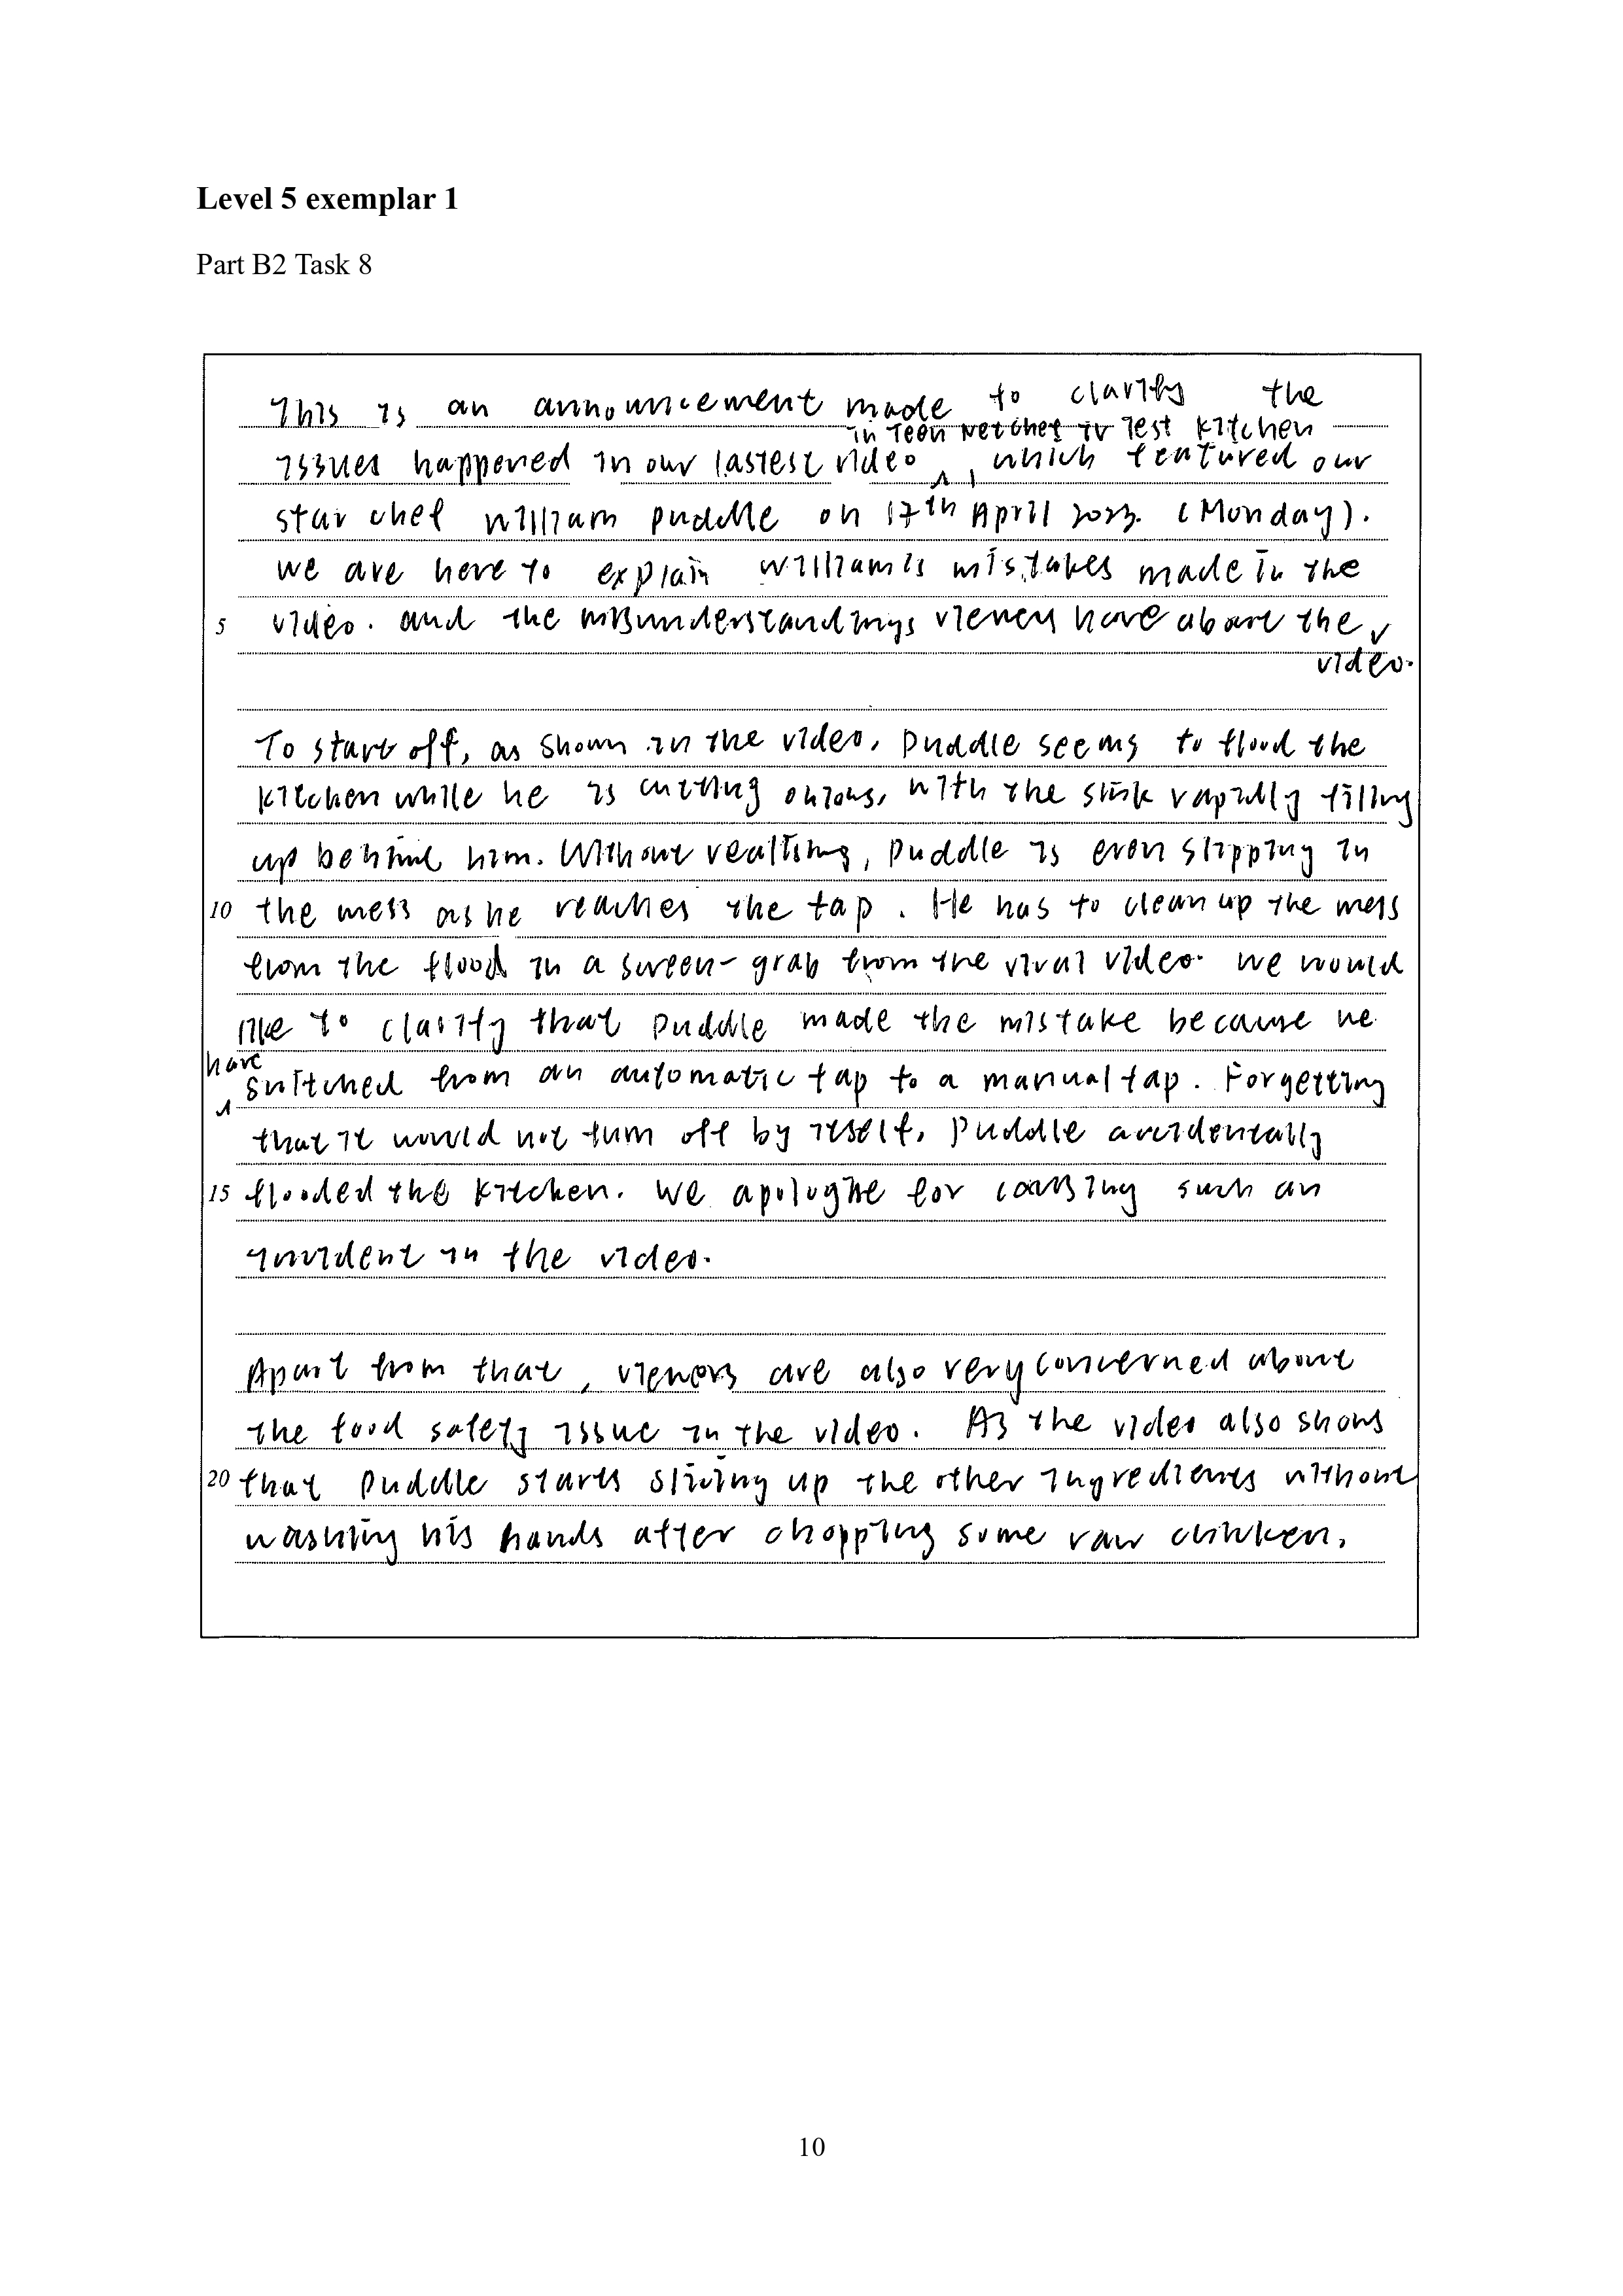 Level 5 exemplar 1
Part B2 Task 8
This is an announcement made to clarify the
in Teen Netcher TV Test Kitchen
issues happened in our lastest video, which featured our
star chef William Puddle on 17th April 2023. (Monday).
we are here to explain William's mistakes made in the
5 video. and the misunderstandings viewers have about the
video.
To start off, as shown in the video, Puddle seems to flood the
kitchen while he is cutting onions, with the sink rapidly filling
up behind him. Without realising, Puddle is even slipping in
10 the mess as he reaches the tap. He has to clean up the mess
from the flood in a screen-grab from the viral video. we would
like to clarify that Puddle made the mistake because he
have
switched from an automatic tap to a manual tap. Forgetting
that it would not turn off by itself, Puddle accidentally
15 flooded the kitchen. We apologise for causing such an
incident in the video.
Apart from that, viewers are also very concerned about
the food safety issue in the video. As the video also shows
20 that Puddle starts slicing up the other ingredients without
washing his hands after chopping some raw chicken.
10